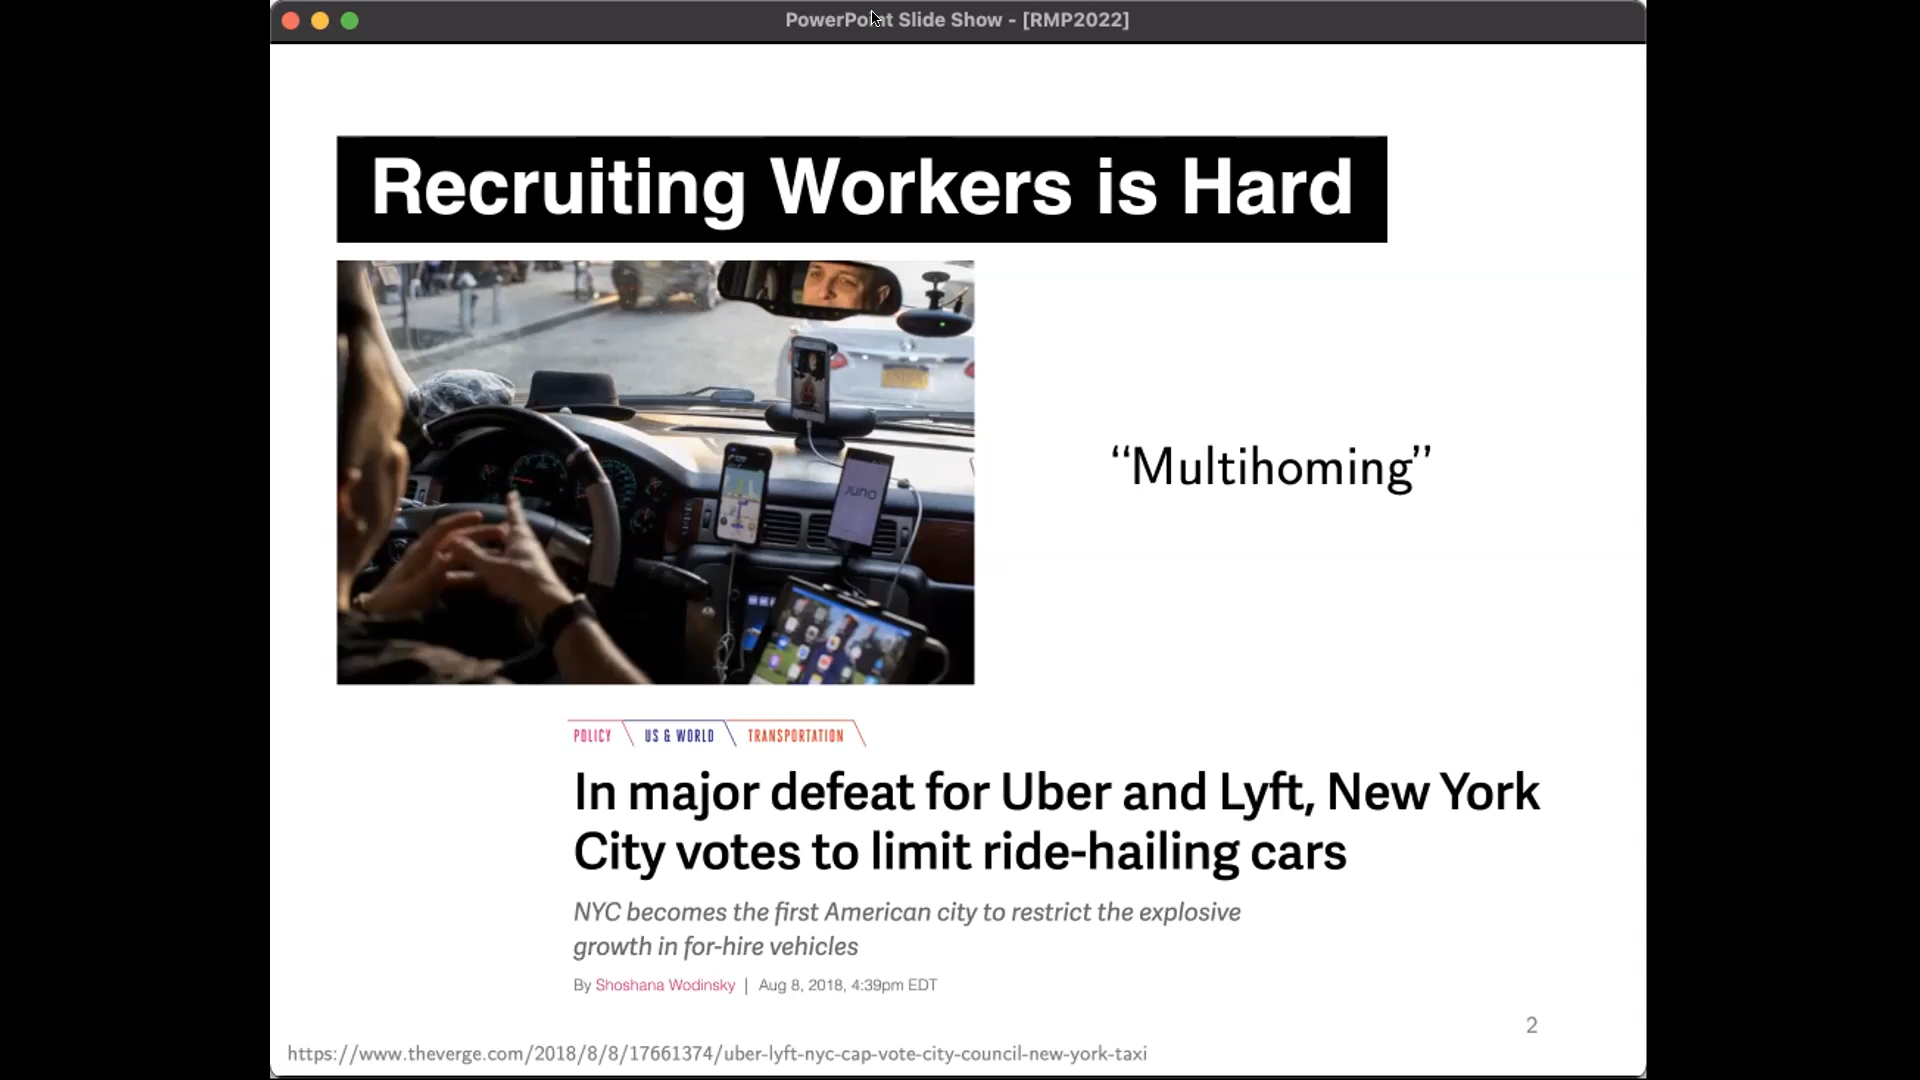 PowerPoint Slide Show - [RMP2022]
Recruiting Workers is Hard
JUNO
“Multihoming”
POLICY US & WORLD TRANSPORTATION
In major defeat for Uber and Lyft, New York
City votes to limit ride-hailing cars
NYC becomes the first American city to restrict the explosive
growth in for-hire vehicles
By Shoshana Wodinsky | Aug 8, 2018, 4:39pm EDT
2
https://www.theverge.com/2018/8/8/17661374/uber-lyft-nyc-cap-vote-city-council-new-york-taxi